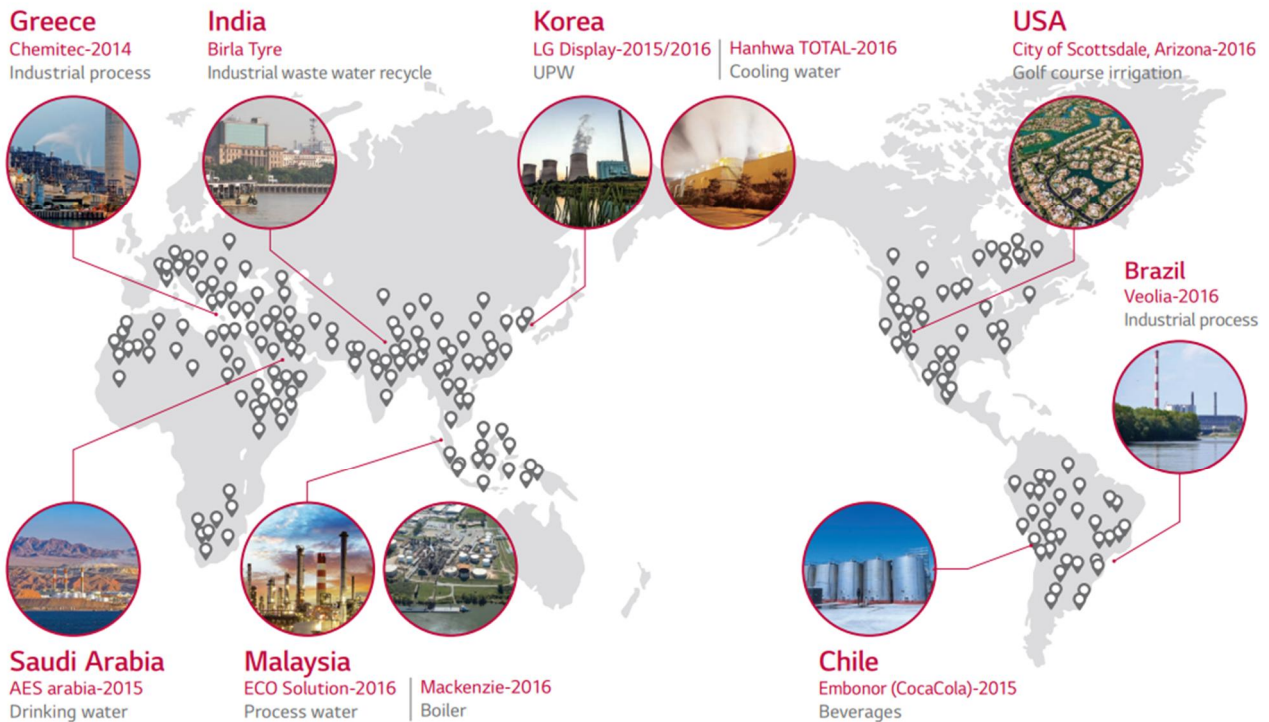 Greece
Chemitec-2014
Industrial process
India
Birla Tyre
Industrial waste water recycle
Korea
LG Display-2015/2016
UPW
Hanhwa TOTAL-2016
Cooling water
USA
City of Scottsdale, Arizona-2016
Golf course irrigation
Brazil
Veolia-2016
Industrial process
Saudi Arabia
AES arabia-2015
Drinking water
Malaysia
ECO Solution-2016
Process water
Mackenzie-2016
Boiler
Chile
Embonor (CocaCola)-2015
Beverages